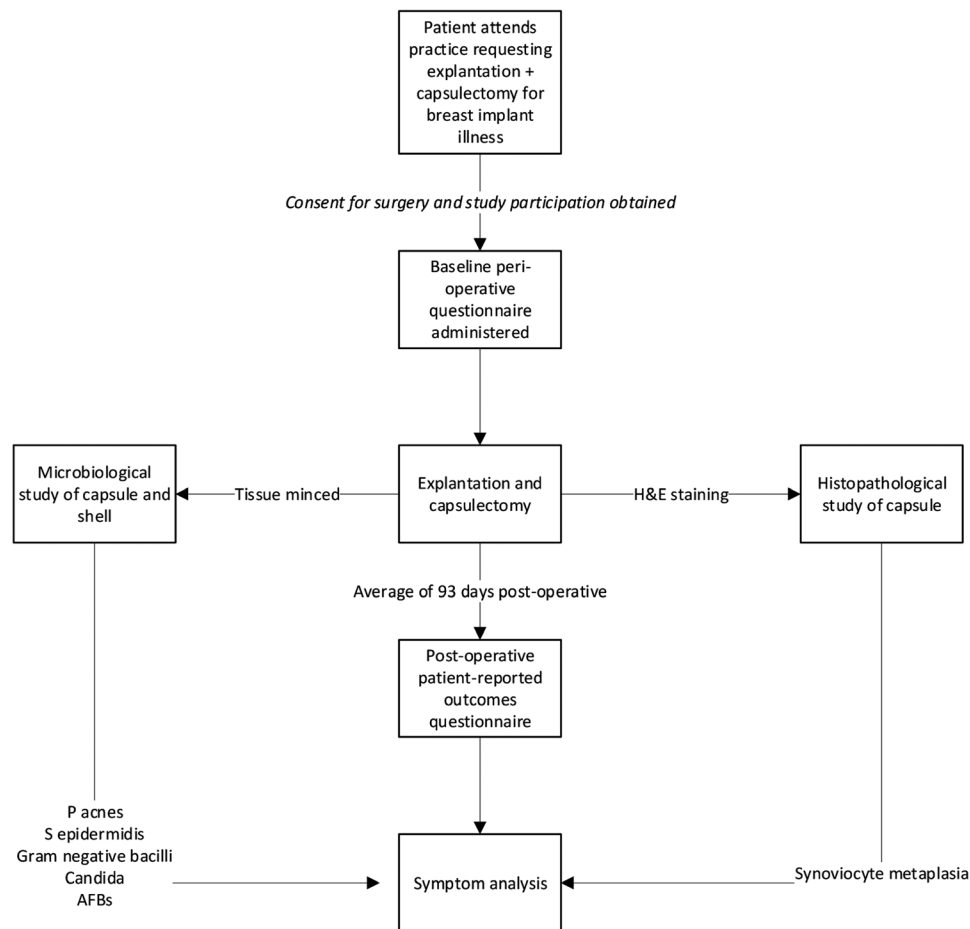 Patient attends
practice requesting
explantation +
capsulectomy for
breast implant
illness
Consent for surgery and study participation obtained
Baseline peri-
operative
questionnaire
administered
Microbiological
study of capsule and
shell
Tissue minced
Explantation and
capsulectomy
H&E staining
Histopathological
study of capsule
Average of 93 days post-operative
Post-operative
patient-reported
outcomes
questionnaire
P acnes
S epidermidis
Gram negative bacilli
Candida
AFBs
Symptom analysis
Synoviocyte metaplasia